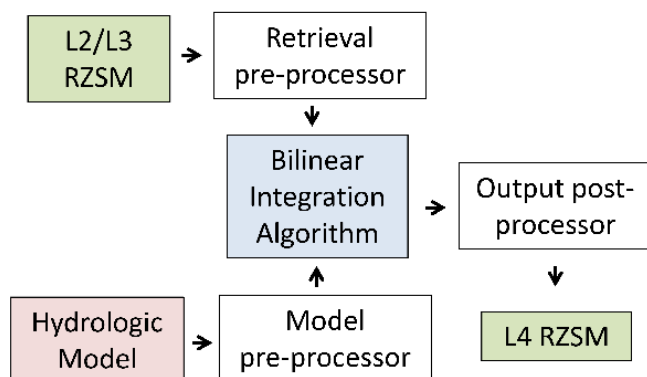 L2/L3
RZSM
Retrieval
pre-processor
Bilinear
Integration
Algorithm
Output post-
processor
Hydrologic
Model
Model
pre-processor
L4 RZSM